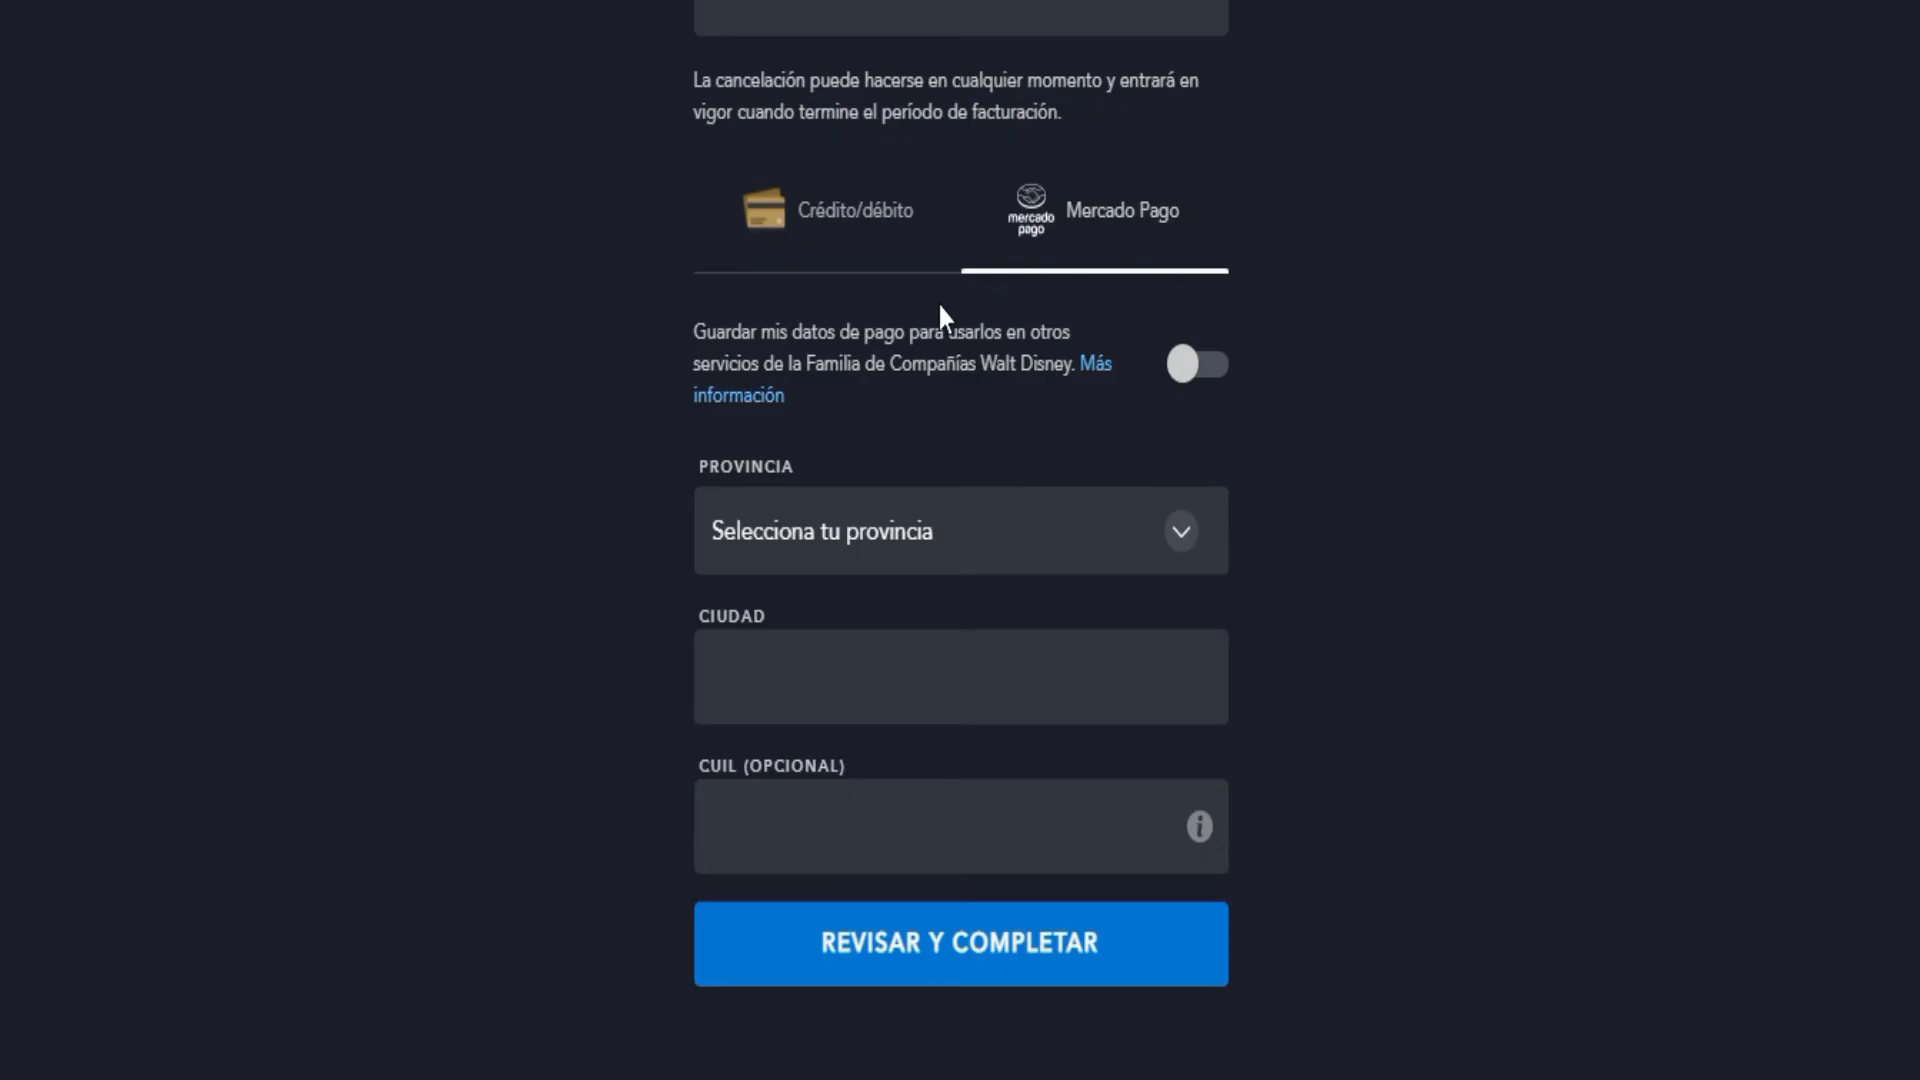 La cancelación puede hacerse en cualquier momento y entrará en
vigor cuando termine el período de facturación.
Crédito/débito
mercado
pago
Mercado Pago
Guardar mis datos de pago para usarlos en otros
servicios de la Familia de Compañías Walt Disney. Más
información
PROVINCIA
Selecciona tu provincia
CIUDAD
CUIL (OPCIONAL)
REVISAR Y COMPLETAR